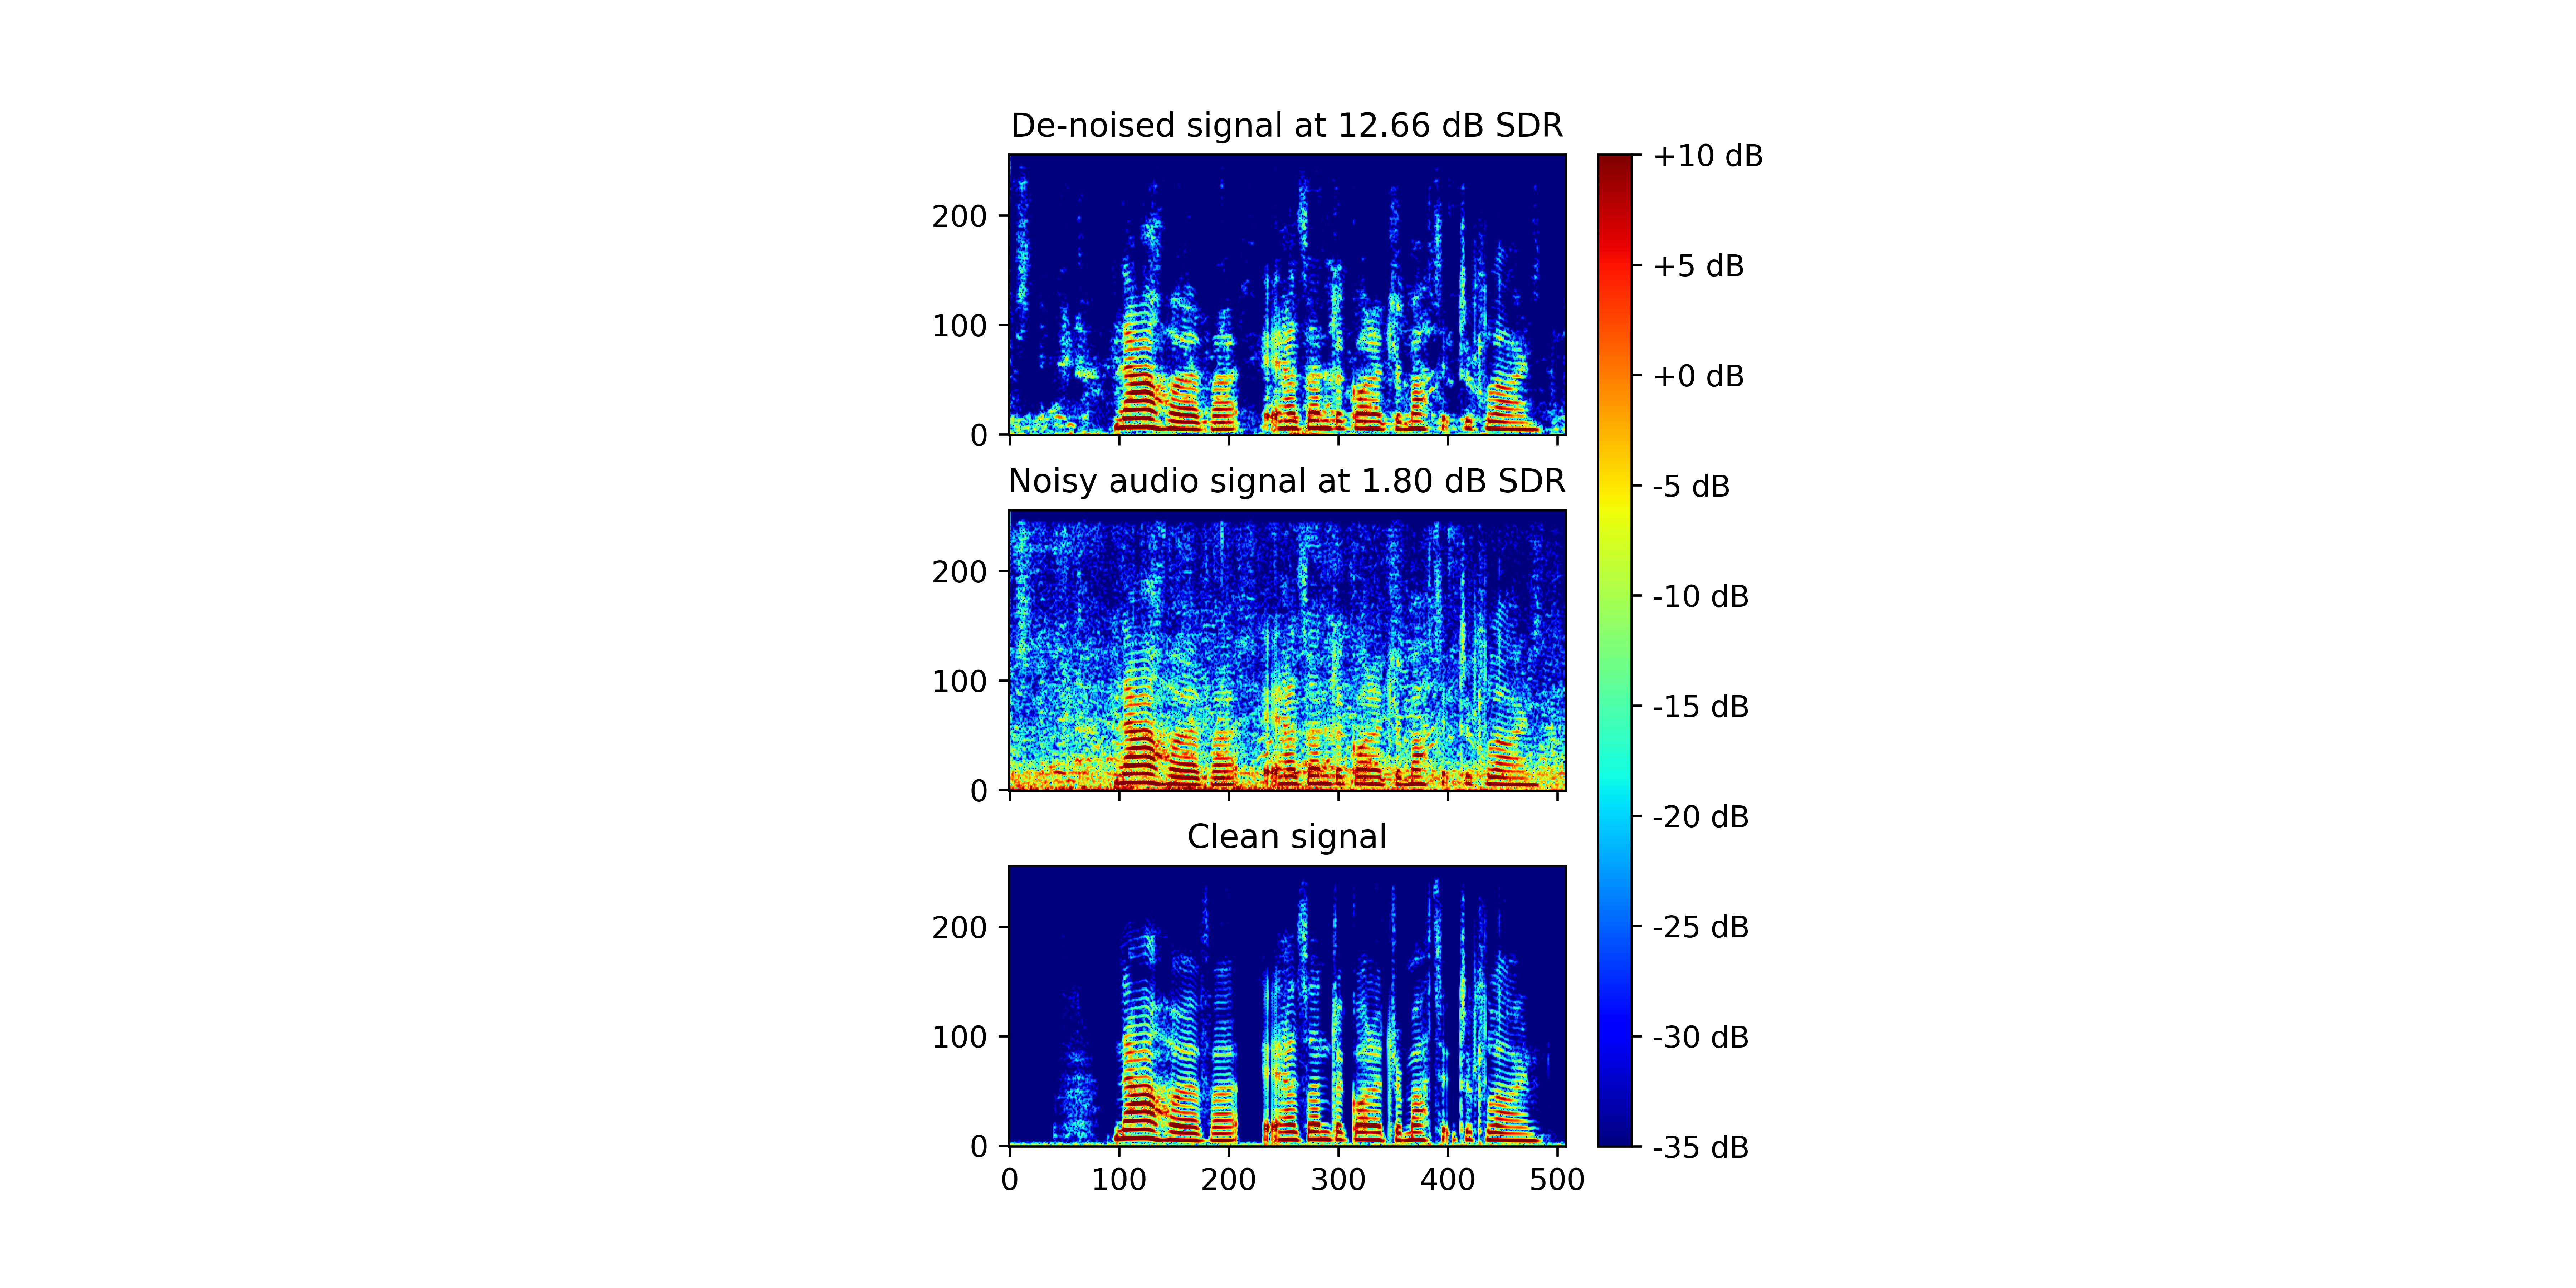 De-noised signal at 12.66 dB SDR
200
100
0
Noisy audio signal at 1.80 dB SDR
200
100
0
Clean signal
200
100
0
0 100 200 300 400 500
+10 dB
+5 dB
+0 dB
-5 dB
-10 dB
-15 dB
-20 dB
-25 dB
-30 dB
-35 dB